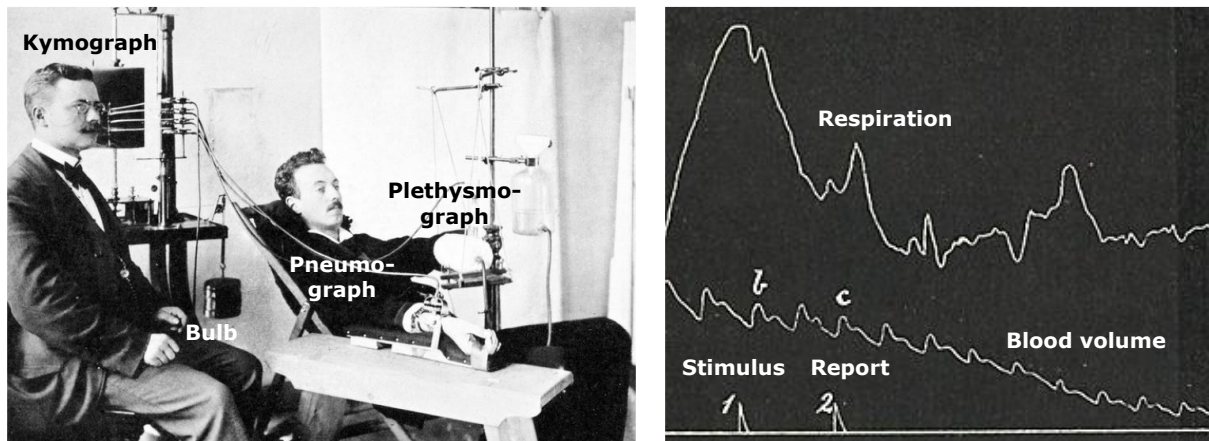 Kymograph
Plethysmo-
graph
Pneumo-
graph
Bulb
Respiration
b
c
Blood volume
Stimulus
Report
1
2